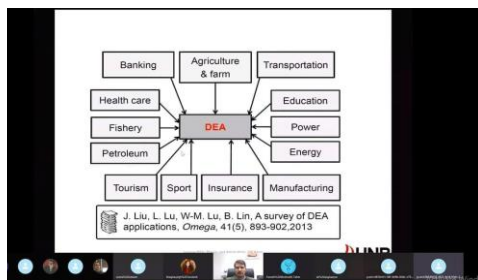 Banking
Agriculture
& farm
Transportation
Health care
Education
Fishery
DEA
Power
Petroleum
Energy
Tourism
Sport
Insurance
Manufacturing
J. Liu, L. Lu, W-M. Lu, B. Lin, A survey of DEA
applications, Omega, 41(5), 893-902,2013